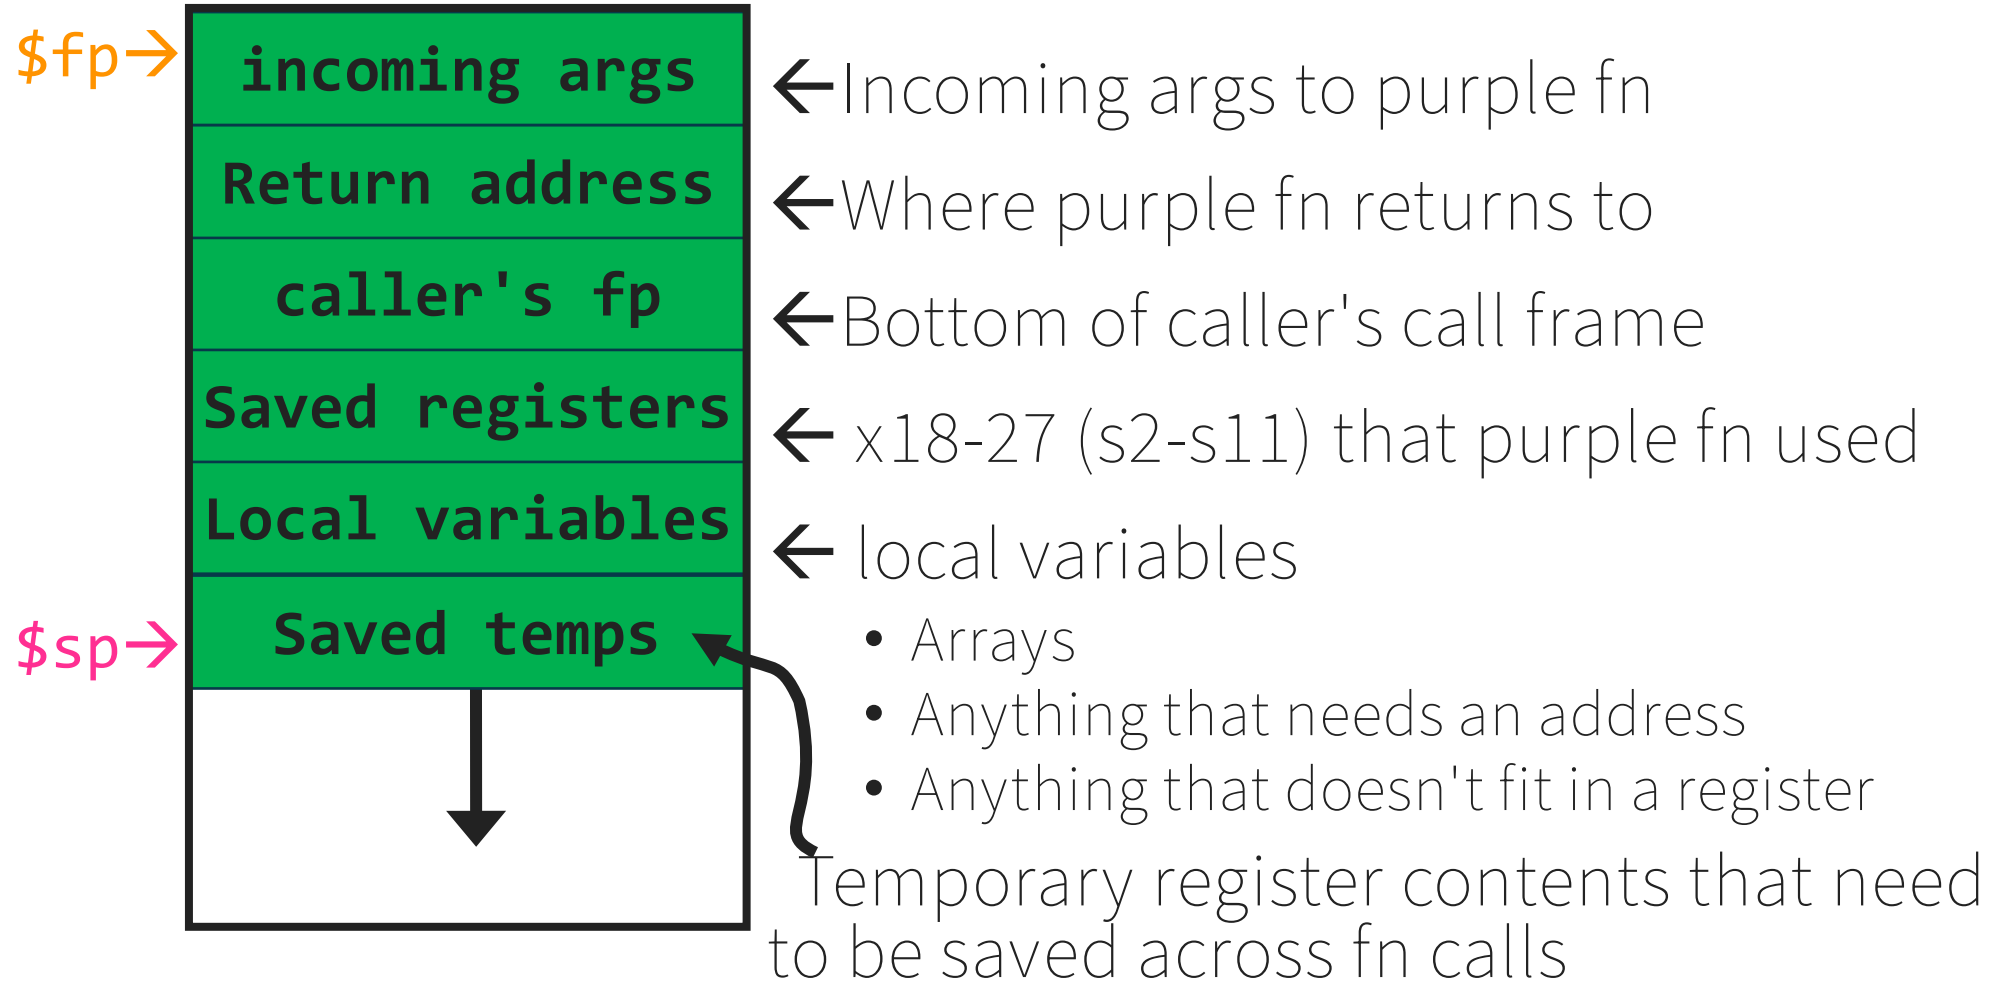 $fp→
incoming args
←Incoming args to purple fn
Return address
←Where purple fn returns to
caller's fp
←Bottom of caller's call frame
Saved registers
← x18-27 (s2-s11) that purple fn used
Local variables
← local variables
$sp→
Saved temps
• Arrays
• Anything that needs an address
• Anything that doesn't fit in a register
Temporary register contents that need
to be saved across fn calls